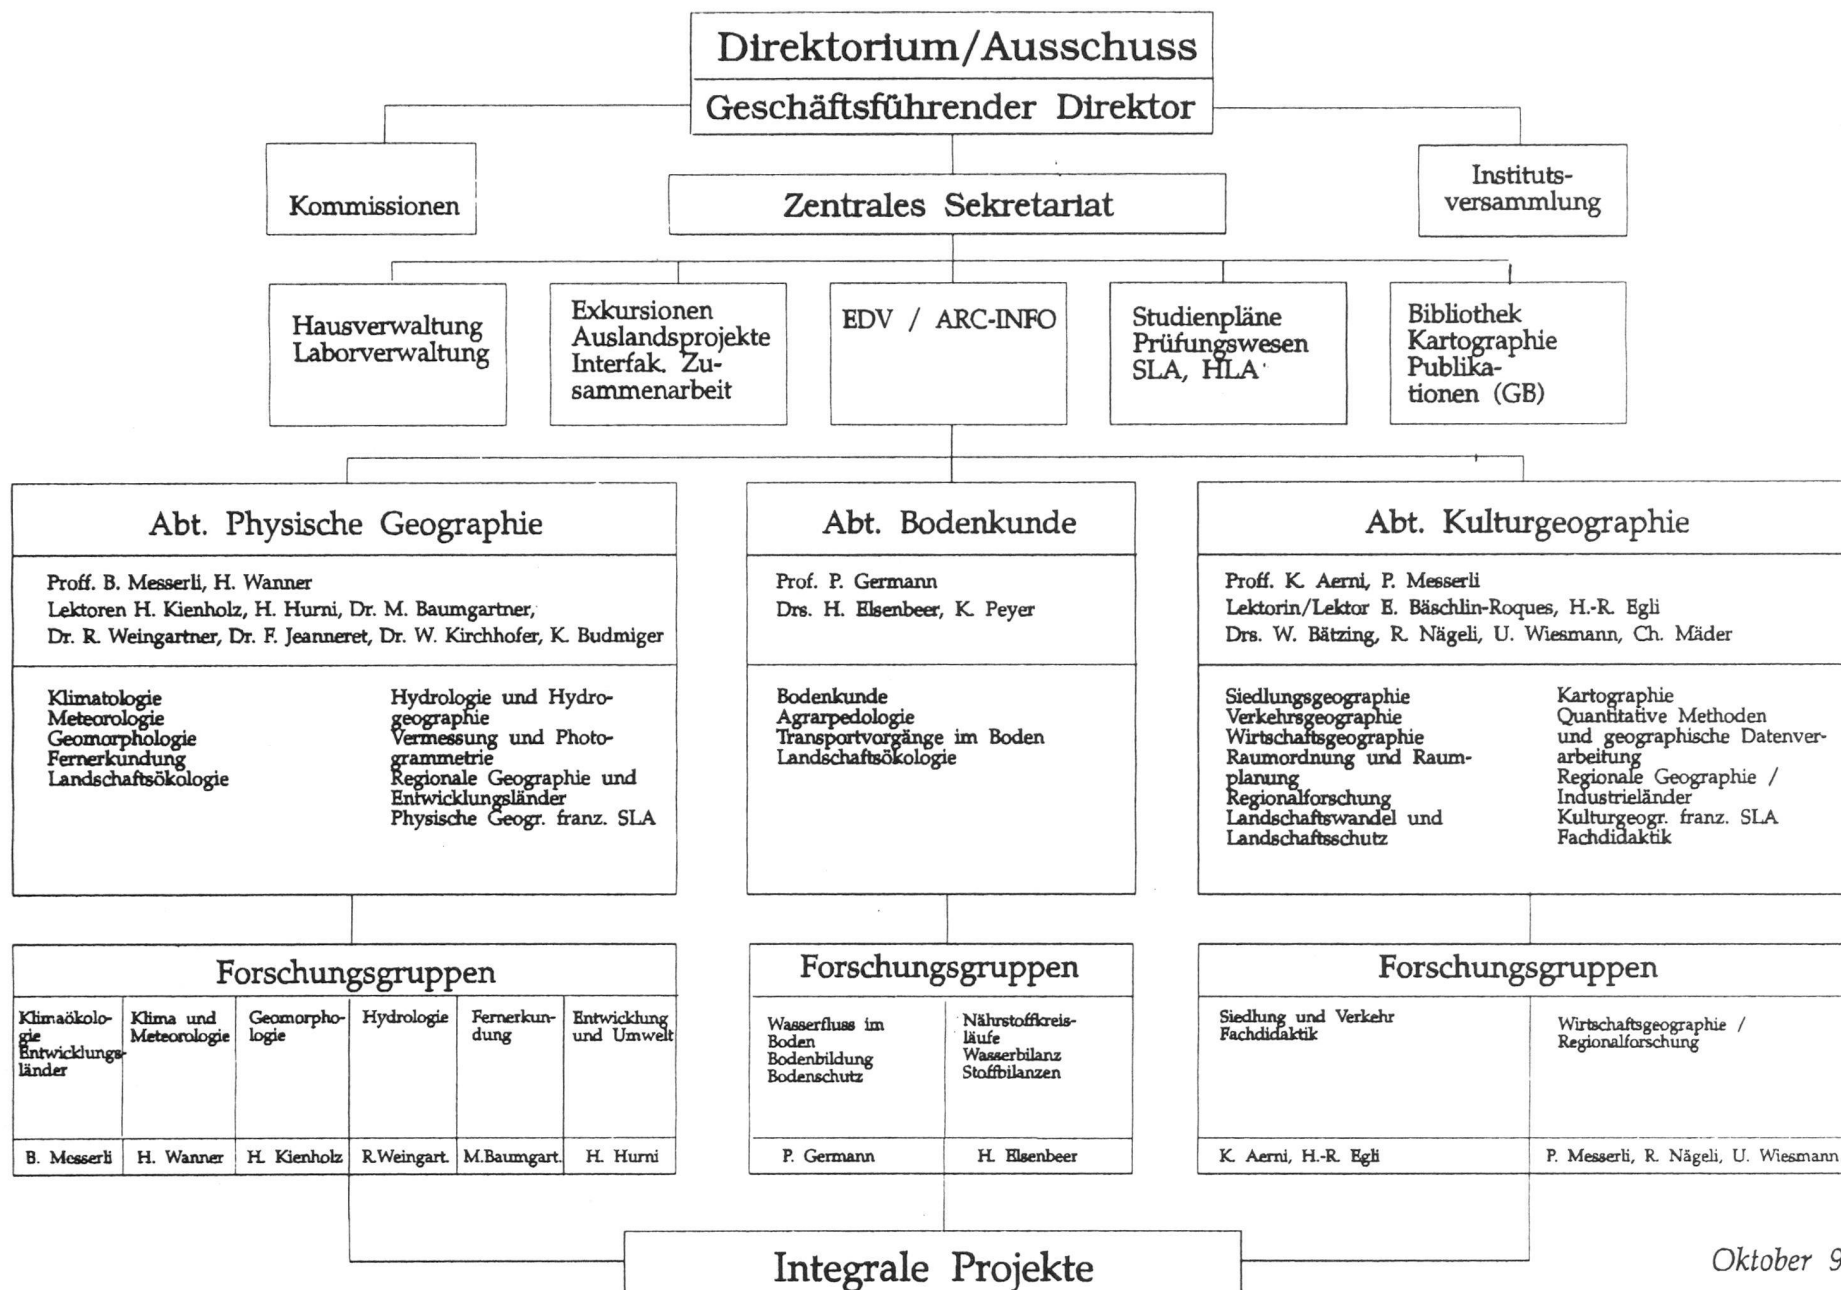 Direktorium/Ausschuss
Geschäftsführender Direktor
Kommissionen
Zentrales Sekretariat
Instituts-
versammlung
Hausverwaltung
Laborverwaltung
Exkursionen
Auslandsprojekte
Interfak. Zu-
sammenarbeit
EDV / ARC-INFO
Studienpläne
Prüfungswesen
SLA, HLA
Bibliothek
Kartographie
Publika-
tionen (GB)
Abt. Physische Geographie
Proff. B. Messerli, H. Wanner
Lektoren H. Kienholz, H. Hurni, Dr. M. Baumgartner,
Dr. R. Weingartner, Dr. F. Jeanneret, Dr. W. Kirchhofer, K. Budmiger
Klimatologie
Meteorologie
Geomorphologie
Fernerkundung
Landschaftsökologie
Hydrologie und Hydro-
geographie
Vermessung und Photo-
grammetrie
Regionale Geographie und
Entwicklungsländer
Physische Geogr. franz. SLA
Abt. Bodenkunde
Prof. P. Germann
Drs. H. Elsenbeer, K. Peyer
Bodenkunde
Agrarpedologie
Transportvorgänge im Boden
Landschaftsökologie
Abt. Kulturgeographie
Proff. K. Aerni, P. Messerli
Lektorin/Lektor E. Bäschlin-Roques, H.-R. Egli
Drs. W. Bätzing, R. Nägeli, U. Wiesmann, Ch. Mäder
Siedlungsgeographie
Verkehrsgeographie
Wirtschaftsgeographie
Raumordnung und Raum-
planung
Regionalforschung
Landschaftswandel und
Landschaftsschutz
Kartographie
Quantitative Methoden
und geographische Datenver-
arbeitung
Regionale Geographie /
Industrieländer
Kulturgeogr. franz. SLA
Fachdidaktik
Forschungsgruppen
Klimaökolo-
gie
Entwicklungs-
länder
Klima und
Meteorologie
Geomorpho-
logie
Hydrologie
Fernerkun-
dung
Entwicklung
und Umwelt
B. Messerli
H. Wanner
H. Kienholz
R.Weingart.
M.Baumgart.
H. Hurni
Forschungsgruppen
Wasserfluss im
Boden
Bodenbildung
Bodenschutz
Nährstoffkreis-
läufe
Wasserbilanz
Stoffbilanzen
P. Germann
H. Elsenbeer
Forschungsgruppen
Siedlung und Verkehr
Fachdidaktik
Wirtschaftsgeographie /
Regionalforschung
K. Aerni, H.-R. Egli
P. Messerli, R. Nägeli, U. Wiesmann
Integrale Projekte
Oktober 9